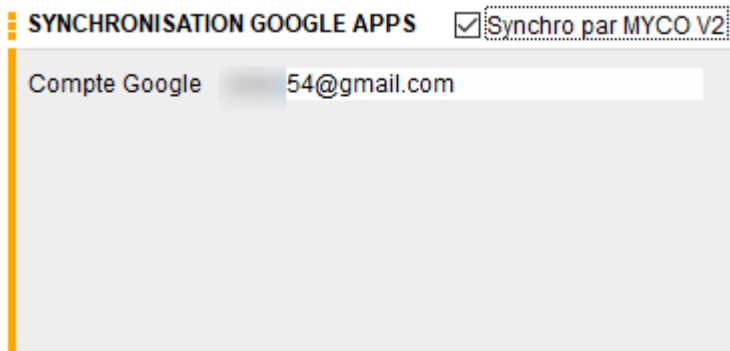 SYNCHRONISATION GOOGLE APPS Synchro par MYCO V2
Compte Google 54@gmail.com